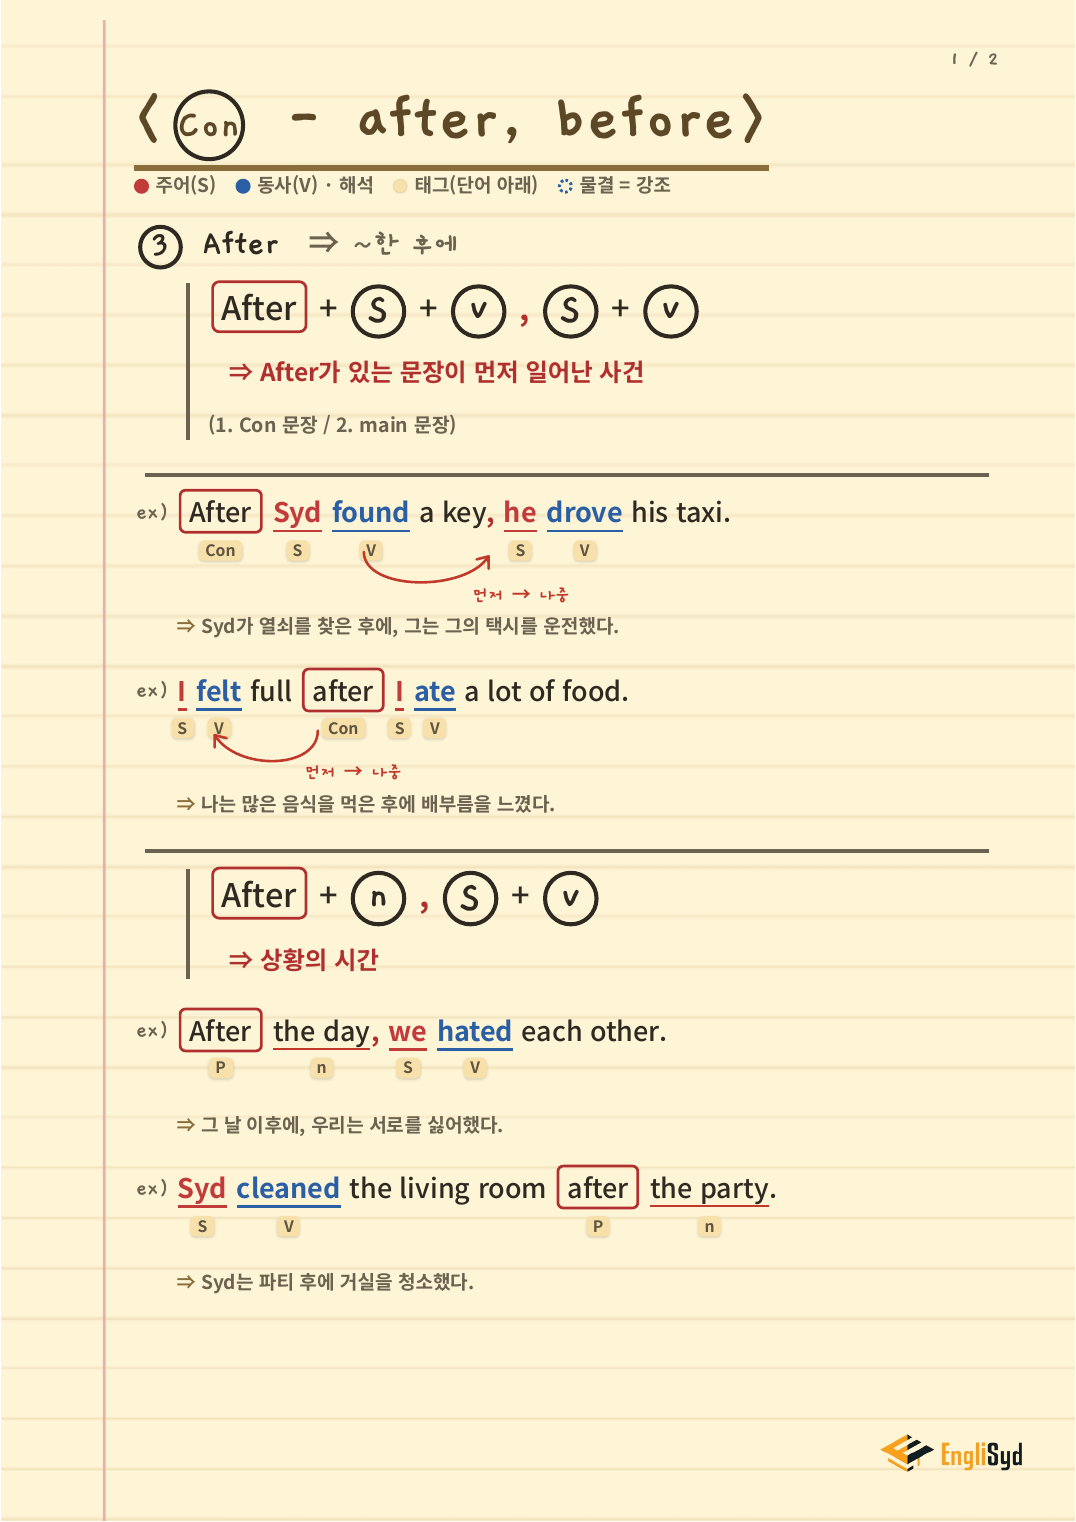 1 / 2
< Con - after, before>
주어(S) 동사(V) · 해석 태그(단어 아래) 물결 = 강조
3 After ⇒ ~한 후에
After + S + V , S + V
⇒ After가 있는 문장이 먼저 일어난 사건
(1. Con 문장 / 2. main 문장)
ex) After Syd found a key, he drove his taxi.
Con S V S V
먼저 → 나중
⇒ Syd가 열쇠를 찾은 후에, 그는 그의 택시를 운전했다.
ex) I felt full after I ate a lot of food.
S V Con S V
먼저 → 나중
⇒ 나는 많은 음식을 먹은 후에 배부름을 느꼈다.
After + n , S + V
⇒ 상황의 시간
ex) After the day, we hated each other.
P n S V
⇒ 그 날 이후에, 우리는 서로를 싫어했다.
ex) Syd cleaned the living room after the party.
S V P n
⇒ Syd는 파티 후에 거실을 청소했다.
EngliSyd